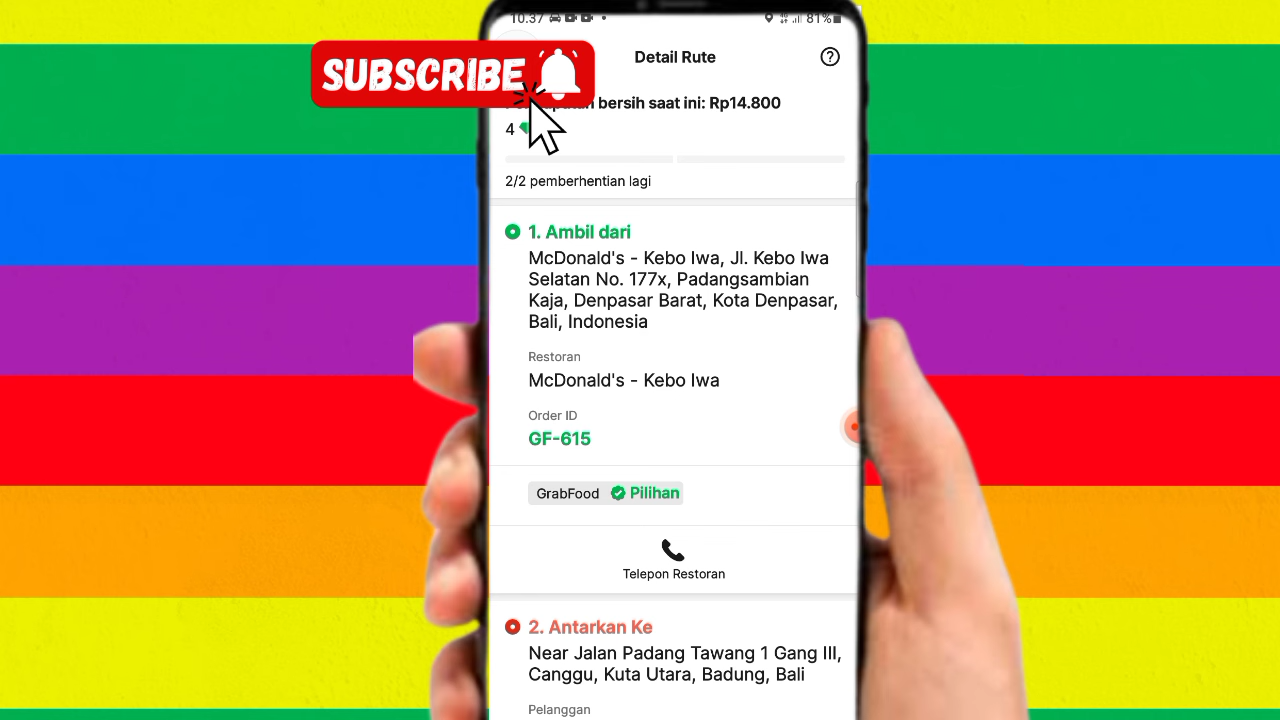 10.37
81%
SUBSCRIBE
Detail Rute
bersih saat ini: Rp14.800
4
2/2 pemberhentian lagi
1. Ambil dari
McDonald's - Kebo Iwa, Jl. Kebo Iwa
Selatan No. 177x, Padangsambian
Kaja, Denpasar Barat, Kota Denpasar,
Bali, Indonesia
Restoran
McDonald's - Kebo Iwa
Order ID
GF-615
GrabFood Pilihan
Telepon Restoran
2. Antarkan Ke
Near Jalan Padang Tawang 1 Gang III,
Canggu, Kuta Utara, Badung, Bali
Pelanggan